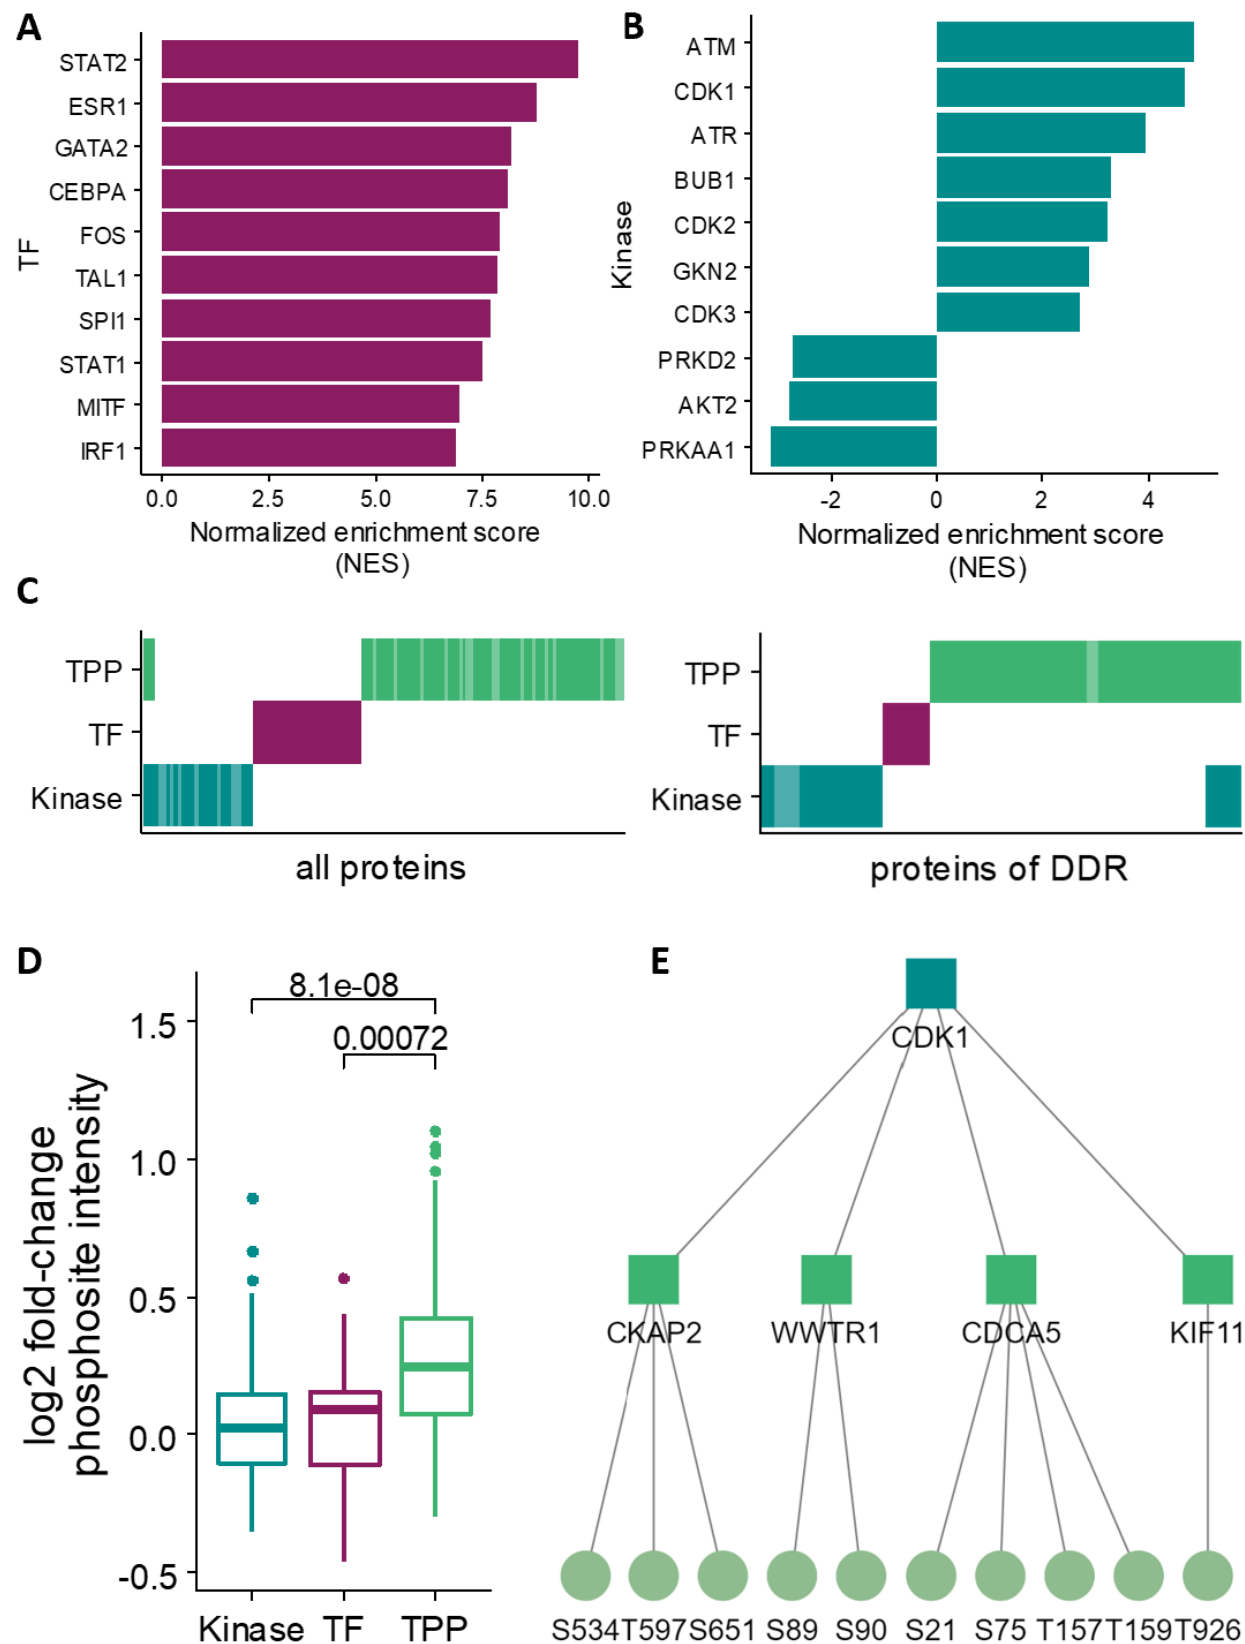 A
STAT2
ESR1
GATA2
CEBPA
FOS
TAL1
SPI1
STAT1
MITF
IRF1
TF
0.0 2.5 5.0 7.5 10.0
Normalized enrichment score
(NES)
B
ATM
CDK1
ATR
BUB1
CDK2
GKN2
CDK3
PRKD2
AKT2
PRKAA1
Kinase
-2 0 2 4
Normalized enrichment score
(NES)
C
TPP
TF
Kinase
all proteins
TPP
TF
Kinase
proteins of DDR
D
8.1e-08
0.00072
1.5
1.0
0.5
0.0
-0.5
log2 fold-change
phosphosite intensity
Kinase TF TPP
E
CDK1
CKAP2 WWTR1 CDCA5 KIF11
S534 T597 S651 S89 S90 S21 S75 T157 T159 T926